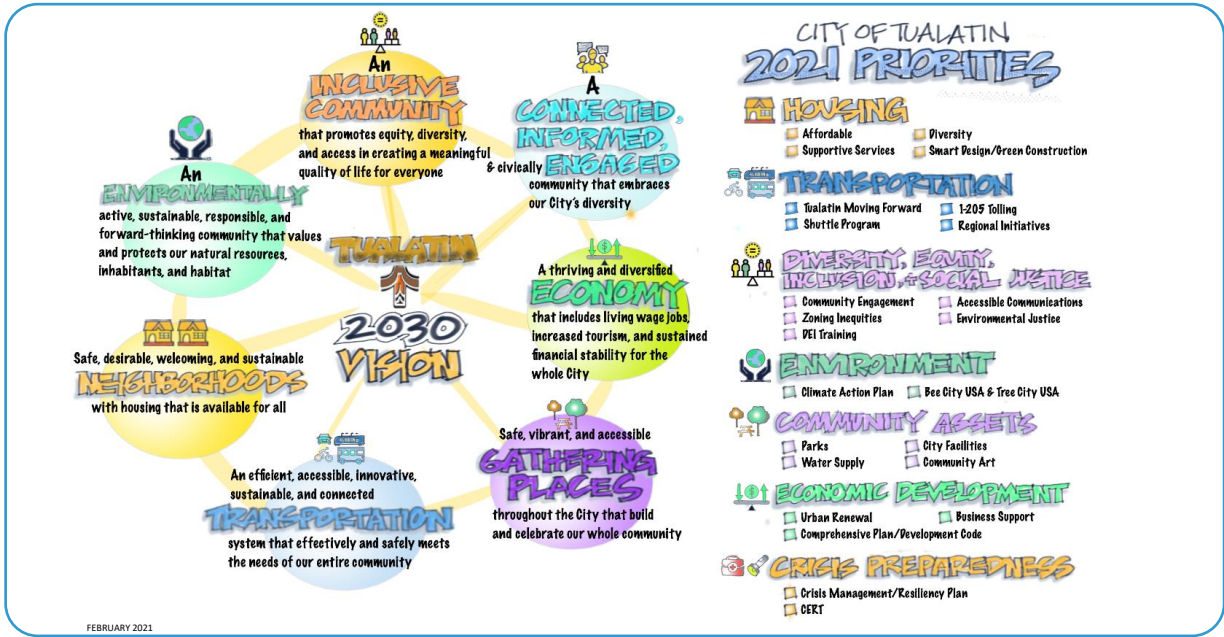 An
INCLUSIVE
COMMUNITY
that promotes equity, diversity,
and access in creating a meaningful
quality of life for everyone
A
CONNECTED,
INFORMED,
& civically ENGAGED
community that embraces
our City's diversity
An
ENVIRONMENTALLY
active, sustainable, responsible, and
forward-thinking community that values
and protects our natural resources,
inhabitants, and habitat
TUALATIN
2030
VISION
A thriving and diversified
ECONOMY
that includes living wage jobs,
increased tourism, and sustained
financial stability for the
whole City
Safe, desirable, welcoming, and sustainable
NEIGHBORHOODS
with housing that is available for all
Safe, vibrant, and accessible
GATHERING
PLACES
throughout the City that build
and celebrate our whole community
An efficient, accessible, innovative,
sustainable, and connected
TRANSPORTATION
system that effectively and safely meets
the needs of our entire community
CITY OF TUALATIN
2021 PRIORITIES
HOUSING
Affordable
Diversity
Supportive Services
Smart Design/Green Construction
TRANSPORTATION
Tualatin Moving Forward
I-205 Tolling
Shuttle Program
Regional Initiatives
DIVERSITY, EQUITY,
INCLUSION, + SOCIAL JUSTICE
Community Engagement
Accessible Communications
Zoning Inequities
Environmental Justice
DEI Training
ENVIRONMENT
Climate Action Plan
Bee City USA & Tree City USA
COMMUNITY ASSETS
Parks
City Facilities
Water Supply
Community Art
ECONOMIC DEVELOPMENT
Urban Renewal
Business Support
Comprehensive Plan/Development Code
CRISIS PREPAREDNESS
Crisis Management/Resiliency Plan
CERT
FEBRUARY 2021